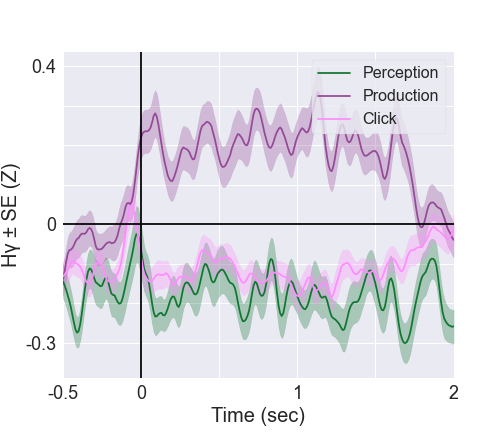 Hγ ± SE (Z)
0.4
0
-0.3
Perception
Production
Click
-0.5 0 1 2
Time (sec)